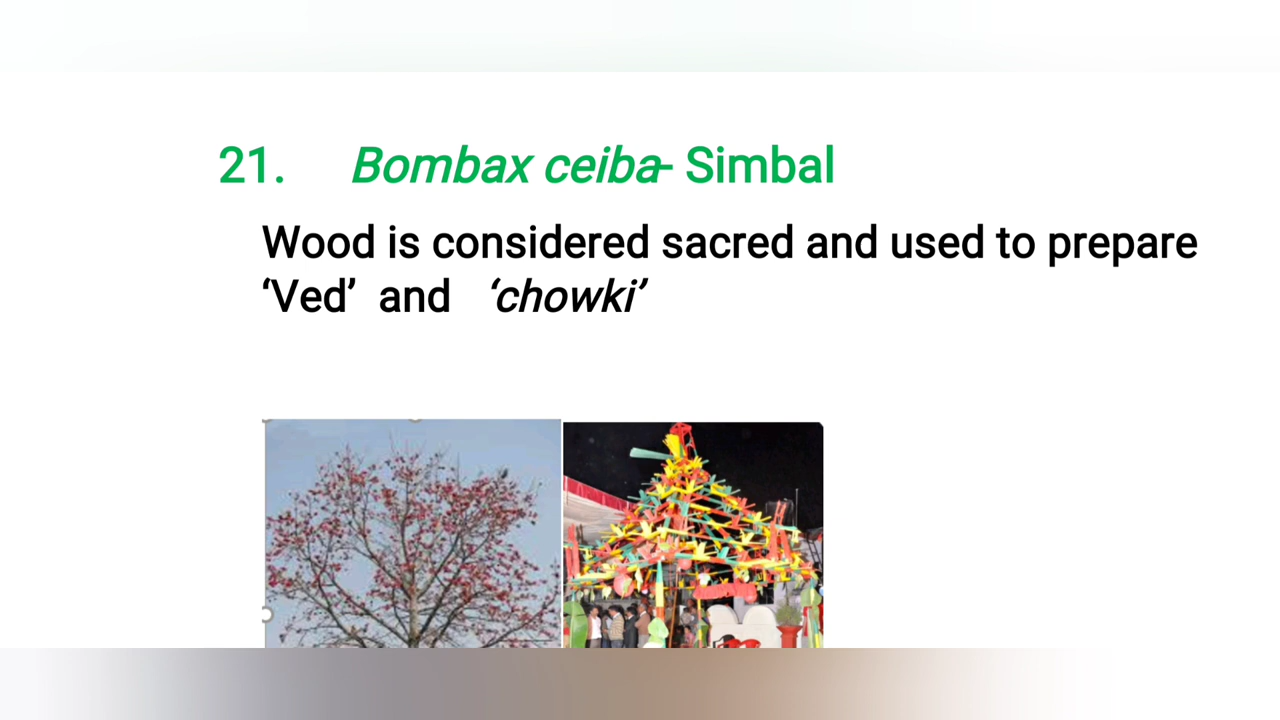 21. Bombax ceiba- Simbal
Wood is considered sacred and used to prepare
‘Ved’ and ‘chowki’